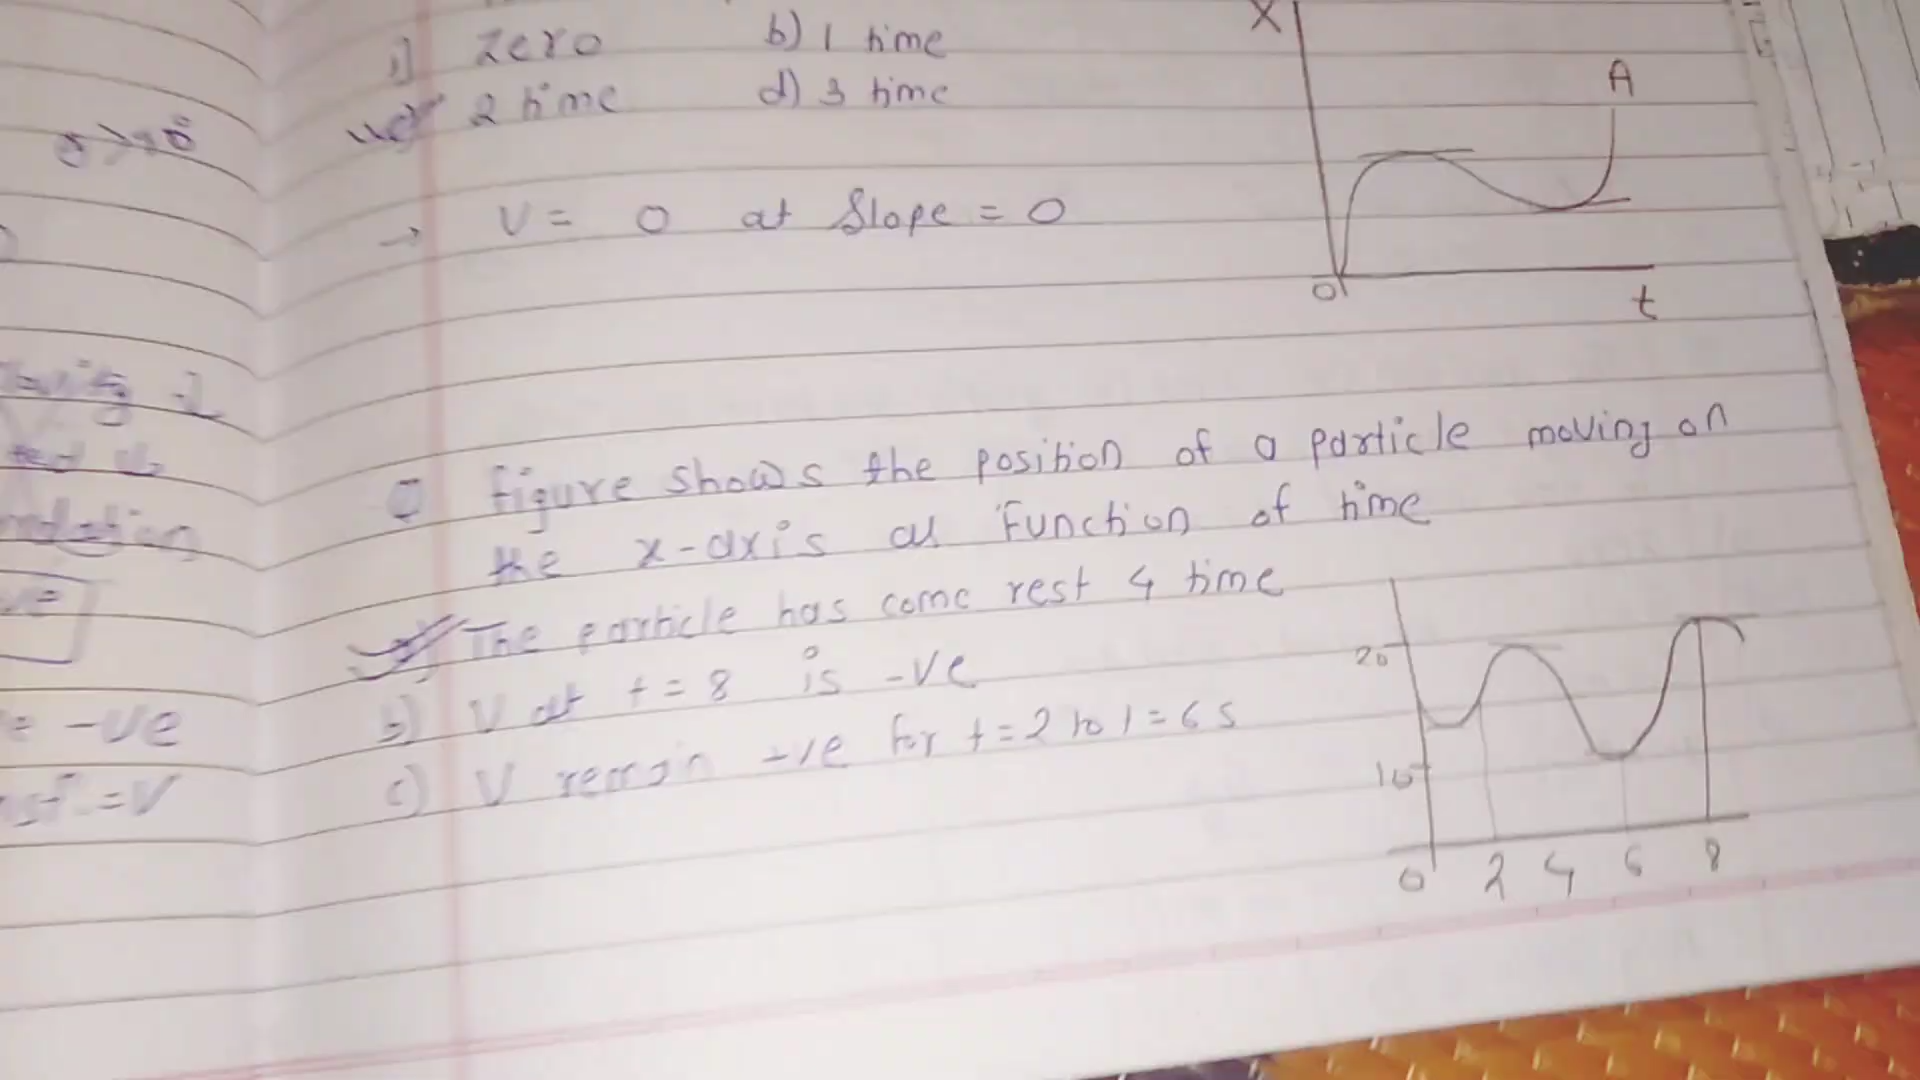 i) Zero b) 1 time
c) 2 time d) 3 time
→ V = 0 at Slope = 0
X
A
0
t
Q figure shows the position of a particle moving on
the x-axis as Function of time
a) The particle has come rest 4 time
b) V at t = 8 is -ve
c) V remain -ve for t = 2 to t = 6 s
20
10
0 2 4 6 8
= -ve
= V